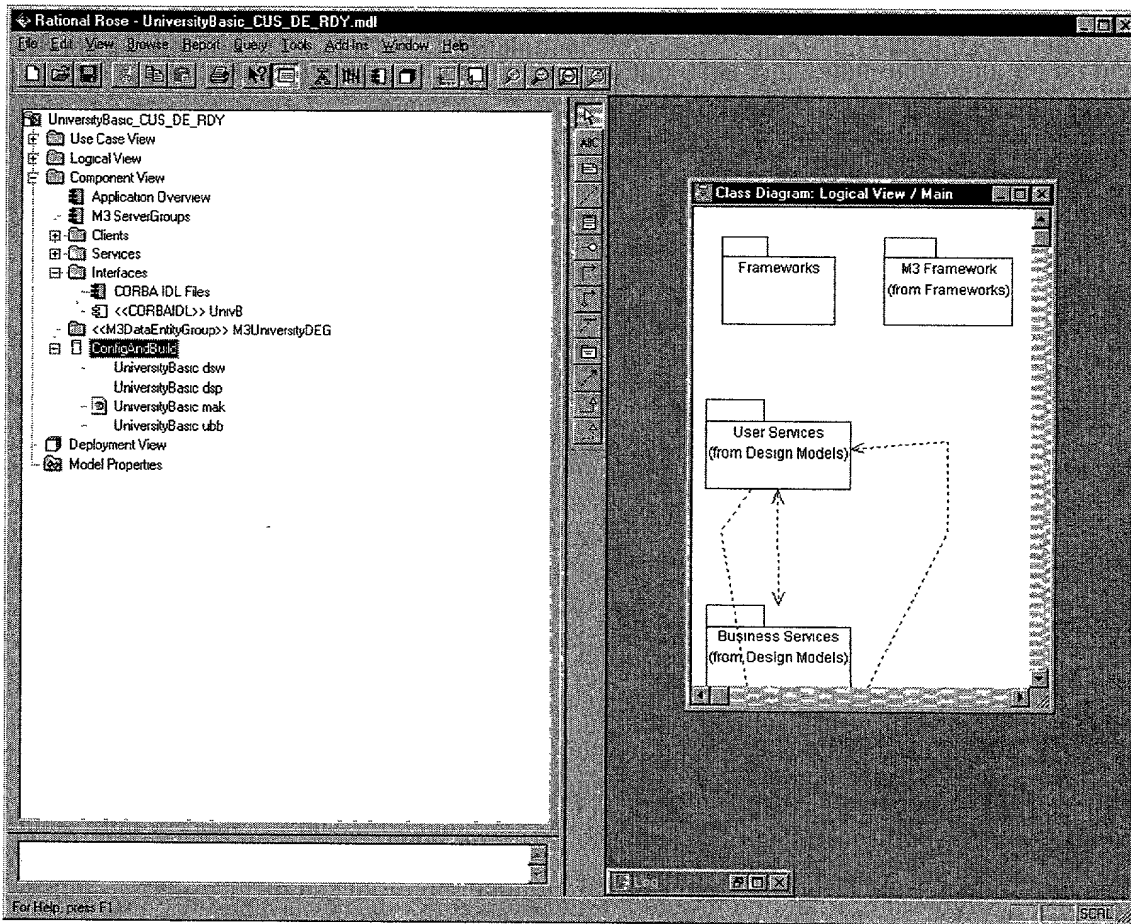 Rational Rose - UniversityBasic_CUS_DE_RDY.mdl
File Edit View Browse Report Query Tools Add-Ins Window Help
UniversityBasic_CUS_DE_RDY
Use Case View
Logical View
Component View
Application Overview
M3 ServerGroups
Clients
Services
Interfaces
CORBA IDL Files
<<CORBAIDL>> UnivB
<<M3DataEntityGroup>> M3UniversityDEG
ConfigAndBuild
UniversityBasic dsw
UniversityBasic dsp
UniversityBasic mak
UniversityBasic ubb
Deployment View
Model Properties
ABC
Class Diagram: Logical View / Main
Frameworks
M3 Framework
(from Frameworks)
User Services
(from Design Models)
Business Services
(from Design Models)
Log
For Help, press F1
SCRL